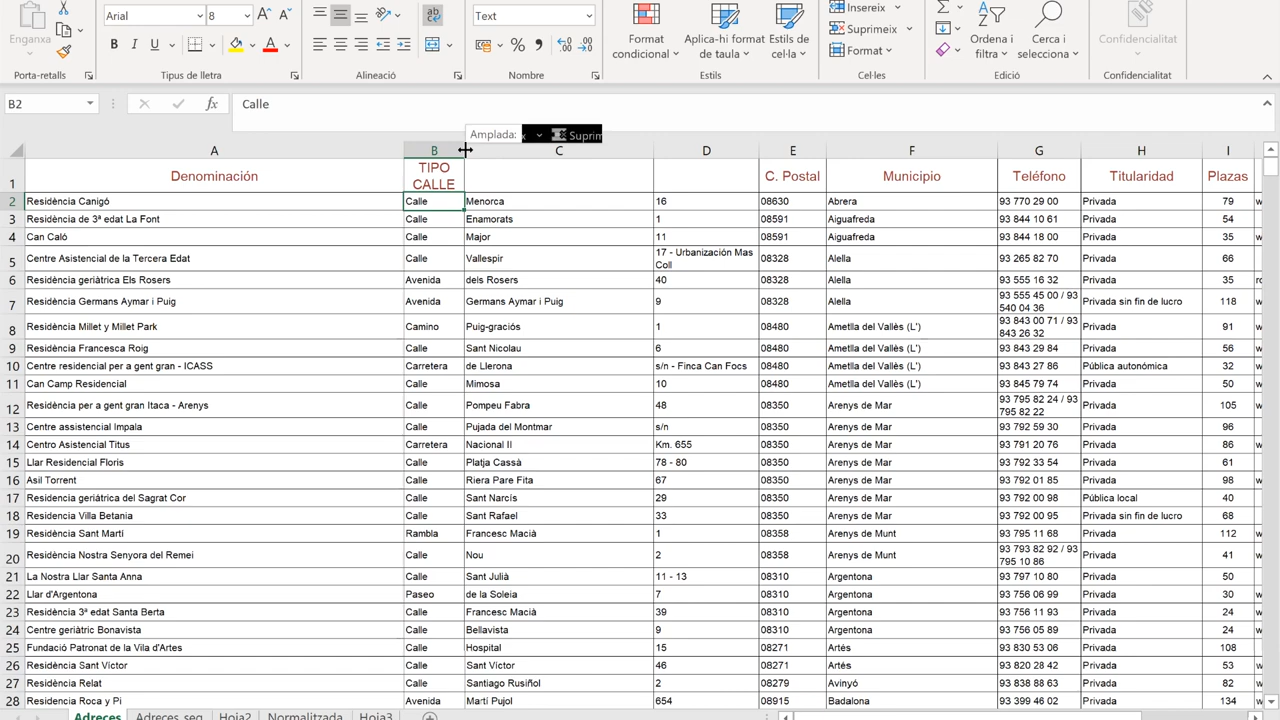 Arial 8 A A Text Insereix Σ
Enganxa N K S % Format condicional Aplica-hi format de taula Estils de cel·la Suprimeix Format Ordena i filtra Cerca i selecciona Confidencialitat
Porta-retalls Tipus de lletra Alineació Nombre Estils Cel·les Edició Confidencialitat
B2 fx Calle
Amplada: x Suprim
A B C D E F G H I
1 Denominación TIPO CALLE C. Postal Municipio Teléfono Titularidad Plazas
2 Residència Canigó Calle Menorca 16 08630 Abrera 93 770 29 00 Privada 79 w
3 Residència de 3ª edat La Font Calle Enamorats 1 08591 Aiguafreda 93 844 10 61 Privada 54
4 Can Caló Calle Major 11 08591 Aiguafreda 93 844 18 00 Privada 35 w
5 Centre Asistencial de la Tercera Edat Calle Vallespir 17 - Urbanización Mas Coll 08328 Alella 93 265 82 70 Privada 66
6 Residència geriàtrica Els Rosers Avenida dels Rosers 40 08328 Alella 93 555 16 32 Privada 35 ro
7 Residència Germans Aymar i Puig Avenida Germans Aymar i Puig 9 08328 Alella 93 555 45 00 / 93 540 04 36 Privada sin fin de lucro 118 w
8 Residència Millet y Millet Park Camino Puig-graciós 1 08480 Ametlla del Vallès (L') 93 843 00 71 / 93 843 26 32 Privada 91 w
9 Residència Francesca Roig Calle Sant Nicolau 6 08480 Ametlla del Vallès (L') 93 843 29 84 Privada 56 w
10 Centre residencial per a gent gran - ICASS Carretera de Llerona s/n - Finca Can Focs 08480 Ametlla del Vallès (L') 93 843 27 86 Pública autonómica 32 w
11 Can Camp Residencial Calle Mimosa 10 08480 Ametlla del Vallès (L') 93 845 79 74 Privada 50 w
12 Residència per a gent gran Itaca - Arenys Calle Pompeu Fabra 48 08350 Arenys de Mar 93 795 82 24 / 93 795 82 22 Privada 105 w
13 Centre assistencial Impala Calle Pujada del Montmar s/n 08350 Arenys de Mar 93 792 59 30 Privada 96
14 Centro Asistencial Titus Carretera Nacional II Km. 655 08350 Arenys de Mar 93 791 20 76 Privada 86 w
15 Llar Residencial Floris Calle Platja Cassà 78 - 80 08350 Arenys de Mar 93 792 33 54 Privada 61
16 Asil Torrent Calle Riera Pare Fita 67 08350 Arenys de Mar 93 792 01 85 Privada 98 w
17 Residencia geriátrica del Sagrat Cor Calle Sant Narcís 29 08350 Arenys de Mar 93 792 00 98 Pública local 40
18 Residencia Villa Betania Calle Sant Rafael 33 08350 Arenys de Mar 93 792 00 95 Privada sin fin de lucro 68
19 Residència Sant Martí Rambla Francesc Macià 1 08358 Arenys de Munt 93 795 11 68 Privada 112 w
20 Residència Nostra Senyora del Remei Calle Nou 2 08358 Arenys de Munt 93 793 82 92 / 93 795 10 86 Privada 41 w
21 La Nostra Llar Santa Anna Calle Sant Julià 11 - 13 08310 Argentona 93 797 10 80 Privada 50
22 Llar d'Argentona Paseo de la Soleia 7 08310 Argentona 93 756 06 99 Privada 30 w
23 Residència 3ª edat Santa Berta Calle Francesc Macià 39 08310 Argentona 93 756 11 93 Privada 24 w
24 Centre geriàtric Bonavista Calle Bellavista 9 08310 Argentona 93 756 05 89 Privada 24 w
25 Fundació Patronat de la Vila d'Artes Calle Hospital 15 08271 Artés 93 830 53 06 Privada 108
26 Residència Sant Víctor Calle Sant Víctor 46 08271 Artés 93 820 28 42 Privada 53 w
27 Residència Relat Calle Santiago Rusiñol 2 08279 Avinyó 93 838 88 63 Privada 82 w
28 Residencia Roca y Pi Avenida Martí Pujol 654 08915 Badalona 93 399 46 02 Privada 134 w
Adreces Adreces_seg Hoja2 Normalitzada Hoja3